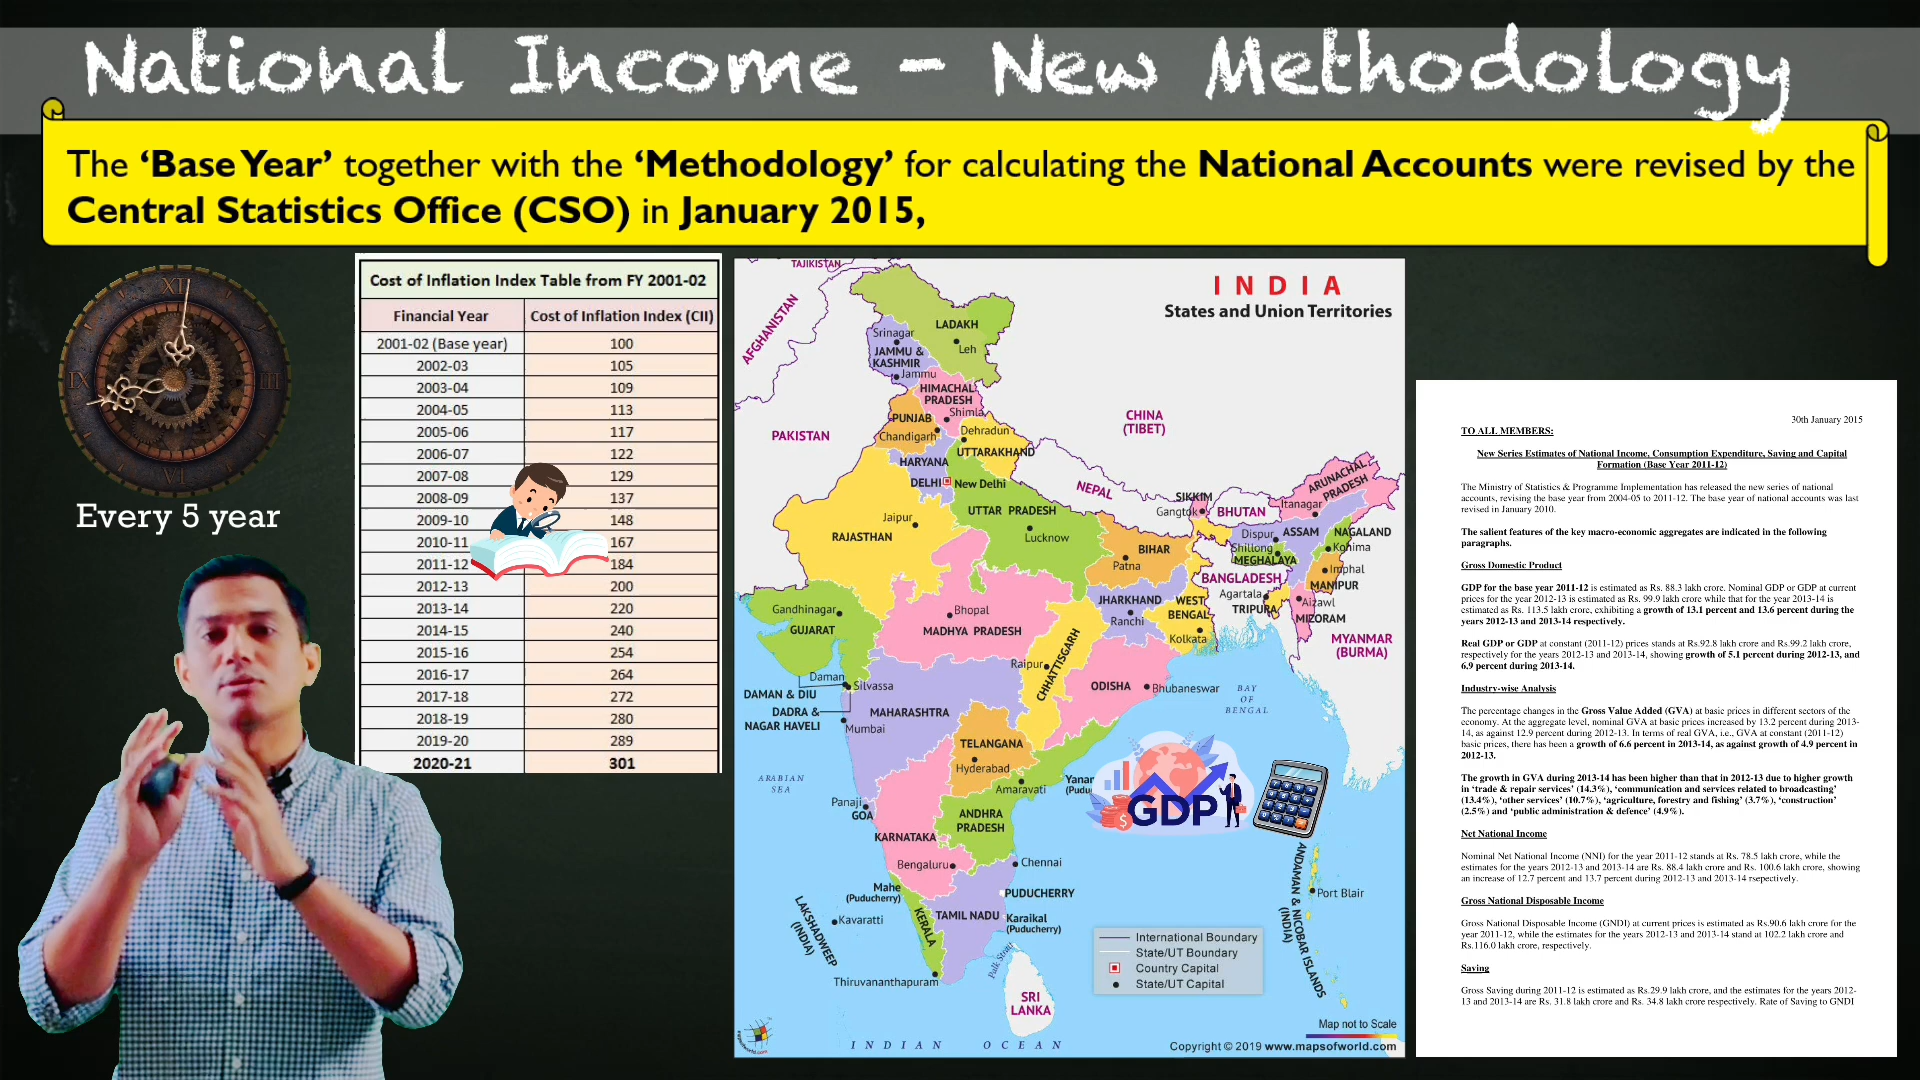 National Income - New Methodology
The ‘Base Year’ together with the ‘Methodology’ for calculating the National Accounts were revised by the
Central Statistics Office (CSO) in January 2015,
XII
III
VI
IX
Every 5 year
Cost of Inflation Index Table from FY 2001-02
Financial Year Cost of Inflation Index (CII)
2001-02 (Base year) 100
2002-03 105
2003-04 109
2004-05 113
2005-06 117
2006-07 122
2007-08 129
2008-09 137
2009-10 148
2010-11 167
2011-12 184
2012-13 200
2013-14 220
2014-15 240
2015-16 254
2016-17 264
2017-18 272
2018-19 280
2019-20 289
2020-21 301
INDIA
States and Union Territories
TAJIKISTAN
AFGHANISTAN
PAKISTAN
CHINA
(TIBET)
NEPAL
BHUTAN
BANGLADESH
MYANMAR
(BURMA)
SRI
LANKA
LADAKH
Leh
Srinagar
JAMMU &
KASHMIR
Jammu
HIMACHAL
PRADESH
Shimla
PUNJAB
Chandigarh
Dehradun
UTTARAKHAND
HARYANA
DELHI
New Delhi
UTTAR PRADESH
Lucknow
Jaipur
RAJASTHAN
SIKKIM
Gangtok
ARUNACHAL
PRADESH
Itanagar
Dispur
ASSAM
NAGALAND
Kohima
Shillong
MEGHALAYA
Imphal
MANIPUR
Agartala
TRIPURA
Aizawl
MIZORAM
BIHAR
Patna
JHARKHAND
Ranchi
WEST
BENGAL
Kolkata
Gandhinagar
GUJARAT
Bhopal
MADHYA PRADESH
Raipur
CHHATTISGARH
ODISHA
Bhubaneswar
BAY
OF
BENGAL
Daman
Silvassa
DAMAN & DIU
DADRA &
NAGAR HAVELI
MAHARASHTRA
Mumbai
TELANGANA
Hyderabad
Amaravati
Yanam
(Pudu
ANDHRA
PRADESH
ARABIAN
SEA
Panaji
GOA
KARNATAKA
Bengaluru
Chennai
Mahe
(Puducherry)
PUDUCHERRY
TAMIL NADU
Karaikal
(Puducherry)
KERALA
Kavaratti
LAKSHADWEEP
(INDIA)
Thiruvananthapuram
Palk Strait
Port Blair
ANDAMAN & NICOBAR ISLANDS
(INDIA)
INDIAN OCEAN
International Boundary
State/UT Boundary
Country Capital
State/UT Capital
Map not to Scale
Copyright © 2019 www.mapsofworld.com
GDP
$
30th January 2015
TO ALL MEMBERS:
New Series Estimates of National Income, Consumption Expenditure, Saving and Capital
Formation (Base Year 2011-12)
The Ministry of Statistics & Programme Implementation has released the new series of national
accounts, revising the base year from 2004-05 to 2011-12. The base year of national accounts was last
revised in January 2010.
The salient features of the key macro-economic aggregates are indicated in the following
paragraphs.
Gross Domestic Product
GDP for the base year 2011-12 is estimated as Rs. 88.3 lakh crore. Nominal GDP or GDP at current
prices for the year 2012-13 is estimated as Rs. 99.9 lakh crore while that for the year 2013-14 is
estimated as Rs. 113.5 lakh crore, exhibiting a growth of 13.1 percent and 13.6 percent during the
years 2012-13 and 2013-14 respectively.
Real GDP or GDP at constant (2011-12) prices stands at Rs.92.8 lakh crore and Rs.99.2 lakh crore,
respectively for the years 2012-13 and 2013-14, showing growth of 5.1 percent during 2012-13, and
6.9 percent during 2013-14.
Industry-wise Analysis
The percentage changes in the Gross Value Added (GVA) at basic prices in different sectors of the
economy. At the aggregate level, nominal GVA at basic prices increased by 13.2 percent during 2013-
14, as against 12.9 percent during 2012-13. In terms of real GVA, i.e., GVA at constant (2011-12)
basic prices, there has been a growth of 6.6 percent in 2013-14, as against growth of 4.9 percent in
2012-13.
The growth in GVA during 2013-14 has been higher than that in 2012-13 due to higher growth
in ‘trade & repair services’ (14.3%), ‘communication and services related to broadcasting’
(13.4%), ‘other services’ (10.7%), ‘agriculture, forestry and fishing’ (3.7%), ‘construction’
(2.5%) and ‘public administration & defence’ (4.9%).
Net National Income
Nominal Net National Income (NNI) for the year 2011-12 stands at Rs. 78.5 lakh crore, while the
estimates for the years 2012-13 and 2013-14 are Rs. 88.4 lakh crore and Rs. 100.6 lakh crore, showing
an increase of 12.7 percent and 13.7 percent during 2012-13 and 2013-14 rsepectively.
Gross National Disposable Income
Gross National Disposable Income (GNDI) at current prices is estimated as Rs.90.6 lakh crore for the
year 2011-12, while the estimates for the years 2012-13 and 2013-14 stand at 102.2 lakh crore and
Rs.116.0 lakh crore, respectively.
Saving
Gross Saving during 2011-12 is estimated as Rs.29.9 lakh crore, and the estimates for the years 2012-
13 and 2013-14 are Rs. 31.8 lakh crore and Rs. 34.8 lakh crore respectively. Rate of Saving to GNDI